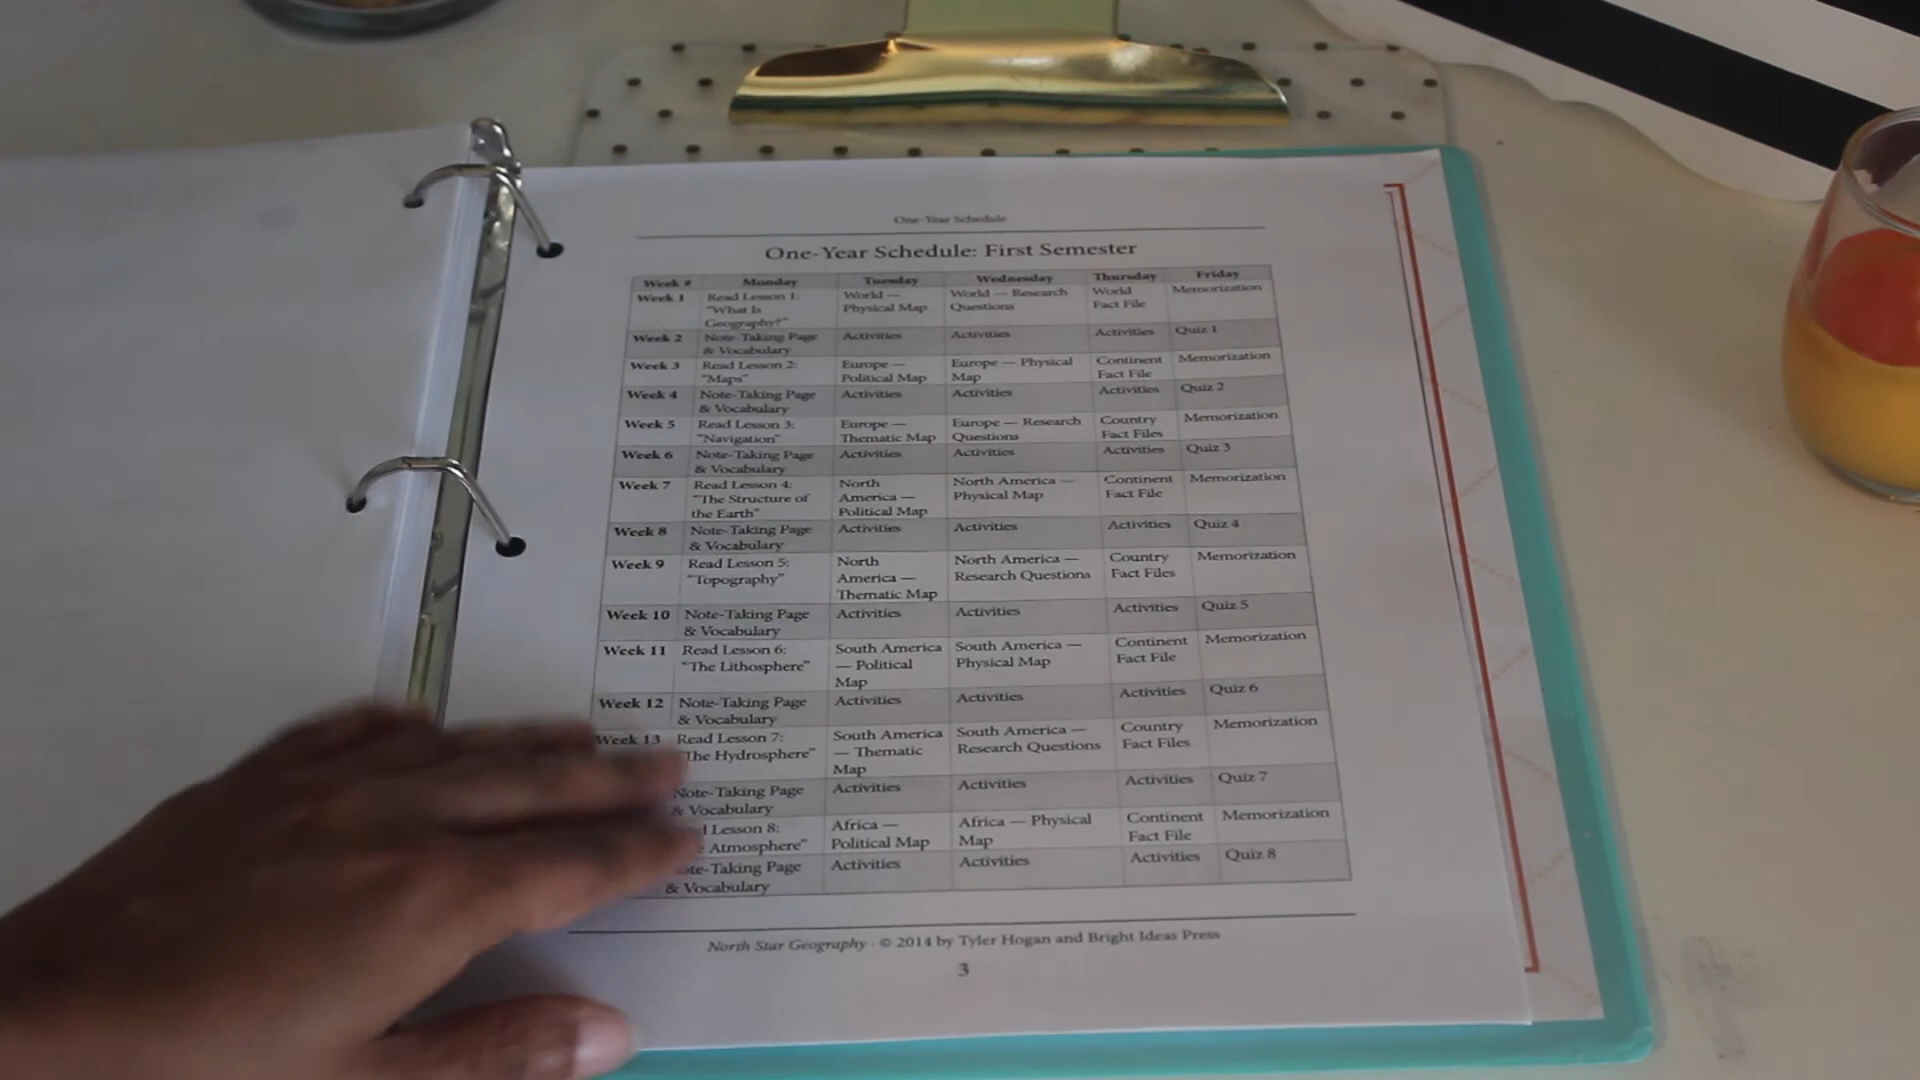 One-Year Schedule
One-Year Schedule: First Semester
Week # Monday Tuesday Wednesday Thursday Friday
Week 1 Read Lesson 1: World — World — Research World Memorization
"What Is Physical Map Questions Fact File
Geography?"
Week 2 Note-Taking Page Activities Activities Activities Quiz 1
& Vocabulary
Week 3 Read Lesson 2: Europe — Europe — Physical Continent Memorization
"Maps" Political Map Map Fact File
Week 4 Note-Taking Page Activities Activities Activities Quiz 2
& Vocabulary
Week 5 Read Lesson 3: Europe — Europe — Research Country Memorization
"Navigation" Thematic Map Questions Fact Files
Week 6 Note-Taking Page Activities Activities Activities Quiz 3
& Vocabulary
Week 7 Read Lesson 4: North North America — Continent Memorization
"The Structure of America — Physical Map Fact File
the Earth" Political Map
Week 8 Note-Taking Page Activities Activities Activities Quiz 4
& Vocabulary
Week 9 Read Lesson 5: North North America — Country Memorization
"Topography" America — Research Questions Fact Files
Thematic Map
Week 10 Note-Taking Page Activities Activities Activities Quiz 5
& Vocabulary
Week 11 Read Lesson 6: South America South America — Continent Memorization
"The Lithosphere" — Political Physical Map Fact File
Map
Week 12 Note-Taking Page Activities Activities Activities Quiz 6
& Vocabulary
Week 13 Read Lesson 7: South America South America — Country Memorization
The Hydrosphere" — Thematic Research Questions Fact Files
Map
Note-Taking Page Activities Activities Activities Quiz 7
& Vocabulary
Lesson 8: Africa — Africa — Physical Continent Memorization
Atmosphere" Political Map Map Fact File
ote-Taking Page Activities Activities Activities Quiz 8
& Vocabulary
North Star Geography · © 2014 by Tyler Hogan and Bright Ideas Press
3